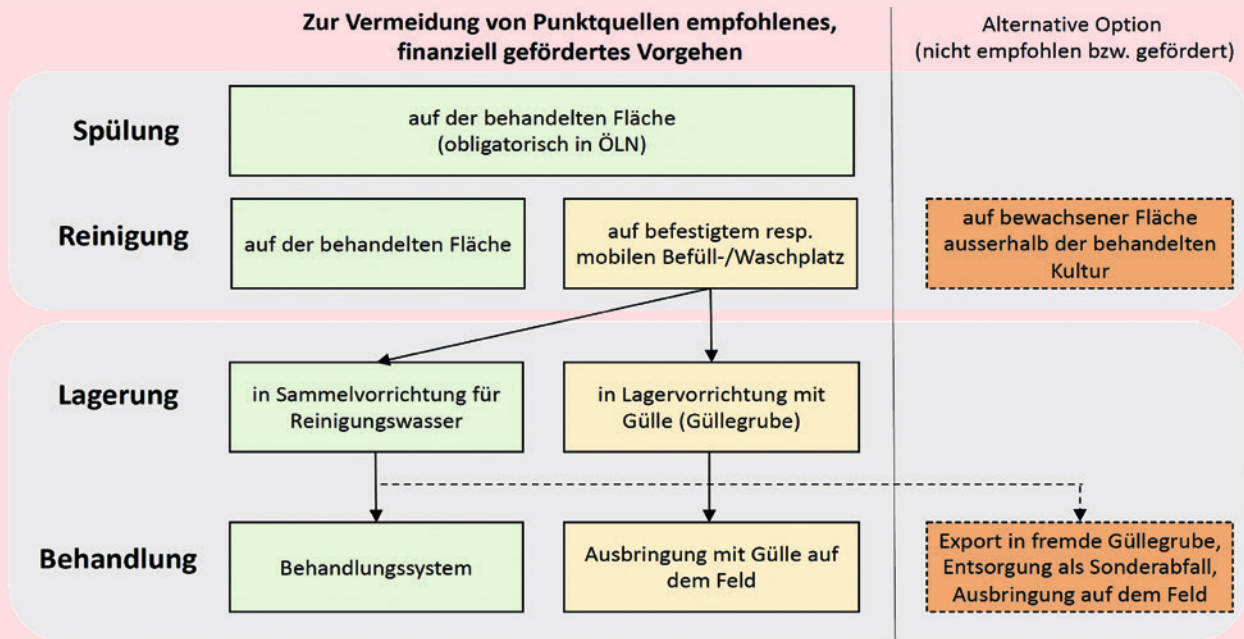 Zur Vermeidung von Punktquellen empfohlenes,
finanziell gefördertes Vorgehen
Alternative Option
(nicht empfohlen bzw. gefördert)
Spülung
auf der behandelten Fläche
(obligatorisch in ÖLN)
Reinigung
auf der behandelten Fläche
auf befestigtem resp.
mobilen Befüll-/Waschplatz
auf bewachsener Fläche
ausserhalb der behandelten
Kultur
Lagerung
in Sammelvorrichtung für
Reinigungswasser
in Lagervorrichtung mit
Gülle (Güllegrube)
Behandlung
Behandlungssystem
Ausbringung mit Gülle auf
dem Feld
Export in fremde Güllegrube,
Entsorgung als Sonderabfall,
Ausbringung auf dem Feld